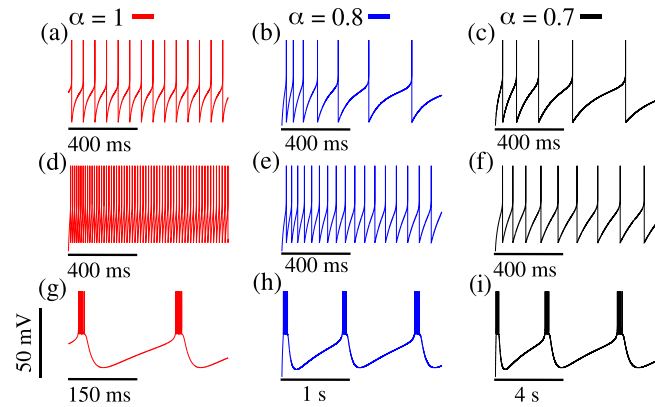 α = 1 α = 0.8 α = 0.7
(a) (b) (c)
400 ms 400 ms 400 ms
(d) (e) (f)
400 ms 400 ms 400 ms
(g) (h) (i)
50 mV
150 ms 1 s 4 s